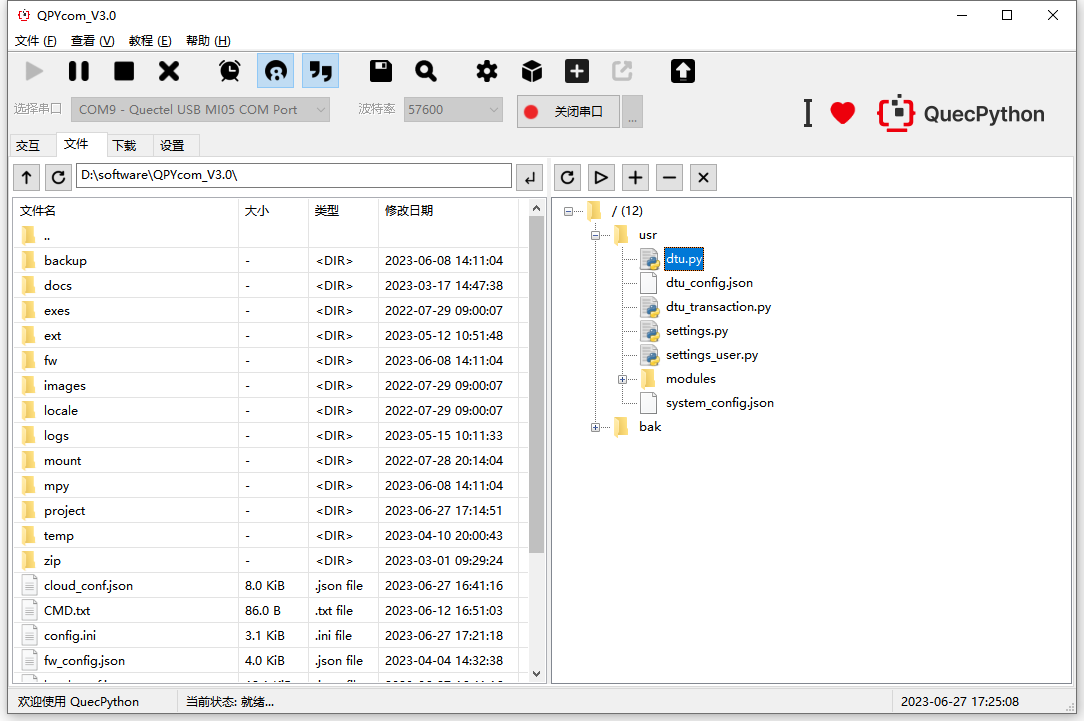 QPYcom_V3.0
文件 (F) 查看 (V) 教程 (E) 帮助 (H)
选择串口 COM9 - Quectel USB MI05 COM Port 波特率 57600 关闭串口 ... QuecPython
交互 文件 下载 设置
D:\software\QPYcom_V3.0\
文件名 大小 类型 修改日期
..
backup - <DIR> 2023-06-08 14:11:04
docs - <DIR> 2023-03-17 14:47:38
exes - <DIR> 2022-07-29 09:00:07
ext - <DIR> 2023-05-12 10:51:48
fw - <DIR> 2023-06-08 14:11:04
images - <DIR> 2022-07-29 09:00:07
locale - <DIR> 2022-07-29 09:00:07
logs - <DIR> 2023-05-15 10:11:33
mount - <DIR> 2022-07-28 20:14:04
mpy - <DIR> 2023-06-08 14:11:04
project - <DIR> 2023-06-27 17:14:51
temp - <DIR> 2023-04-10 20:00:43
zip - <DIR> 2023-03-01 09:29:24
cloud_conf.json 8.0 KiB .json file 2023-06-27 16:41:16
CMD.txt 86.0 B .txt file 2023-06-12 16:51:03
config.ini 3.1 KiB .ini file 2023-06-27 17:21:18
fw_config.json 4.0 KiB .json file 2023-04-04 14:32:38
/ (12)
usr
dtu.py
dtu_config.json
dtu_transaction.py
settings.py
settings_user.py
modules
system_config.json
bak
欢迎使用 QuecPython 当前状态: 就绪... 2023-06-27 17:25:08